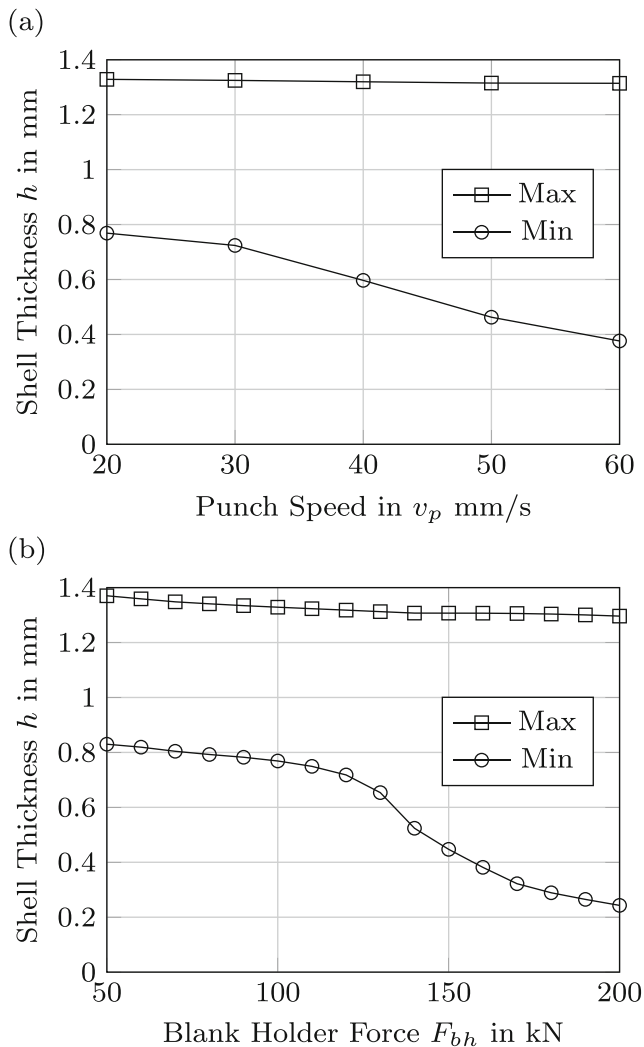 (a)
1.4
1.2
1
0.8
0.6
0.4
0.2
0
Shell Thickness h in mm
Max
Min
20 30 40 50 60
Punch Speed in v_p mm/s
(b)
1.4
1.2
1
0.8
0.6
0.4
0.2
0
Shell Thickness h in mm
Max
Min
50 100 150 200
Blank Holder Force F_{bh} in kN